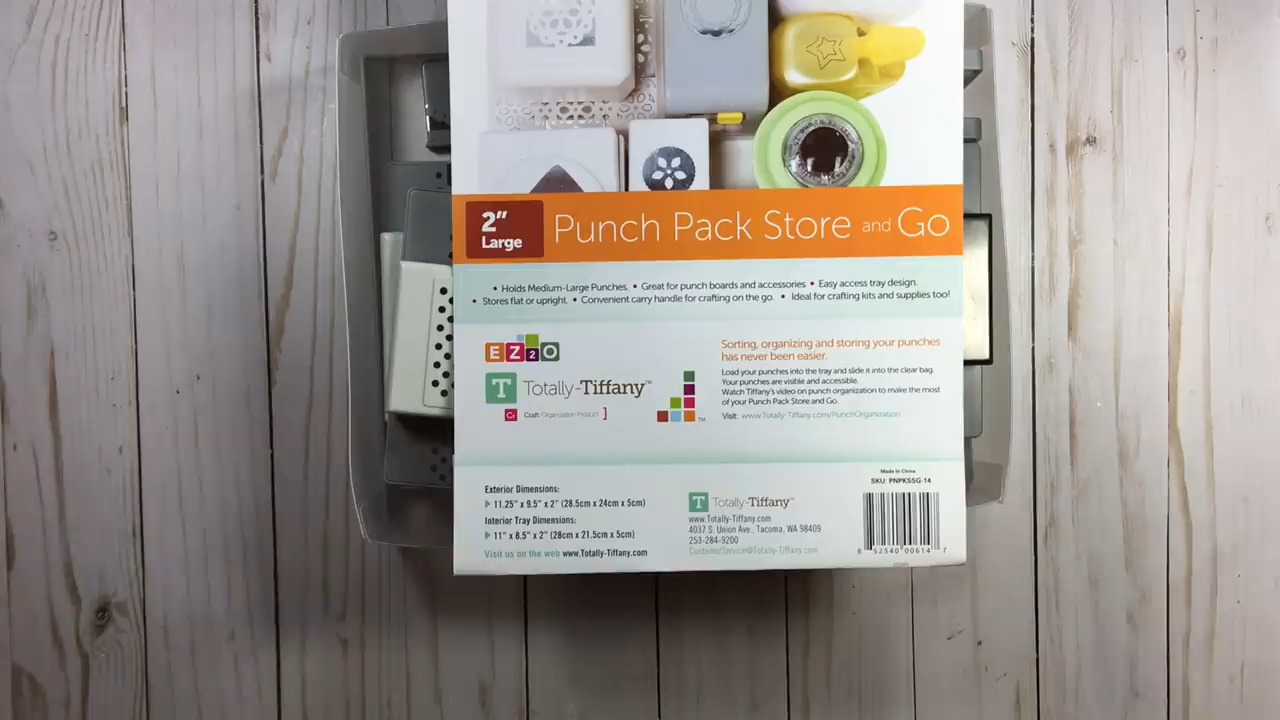 2"
Large
Punch Pack Store and Go
• Holds Medium-Large Punches. • Great for punch boards and accessories • Easy access tray design.
• Stores flat or upright. • Convenient carry handle for crafting on the go. • Ideal for crafting kits and supplies too!
EZ2O
T Totally-Tiffany™
Cr Craft Organization Product ]
TM
Sorting, organizing and storing your punches
has never been easier.
Load your punches into the tray and slide it into the clear bag.
Your punches are visible and accessible.
Watch Tiffany's video on punch organization to make the most
of your Punch Pack Store and Go.
Visit: www.Totally-Tiffany.com/PunchOrganization
Exterior Dimensions:
11.25" x 9.5" x 2" (28.5cm x 24cm x 5cm)
Interior Tray Dimensions:
11" x 8.5" x 2" (28cm x 21.5cm x 5cm)
Visit us on the web www.Totally-Tiffany.com
T Totally-Tiffany™
www.Totally-Tiffany.com
4037 S. Union Ave., Tacoma, WA 98409
253-284-9200
CustomerService@Totally-Tiffany.com
Made in China
SKU: PNPKSSG-14
8 52540 00614 7